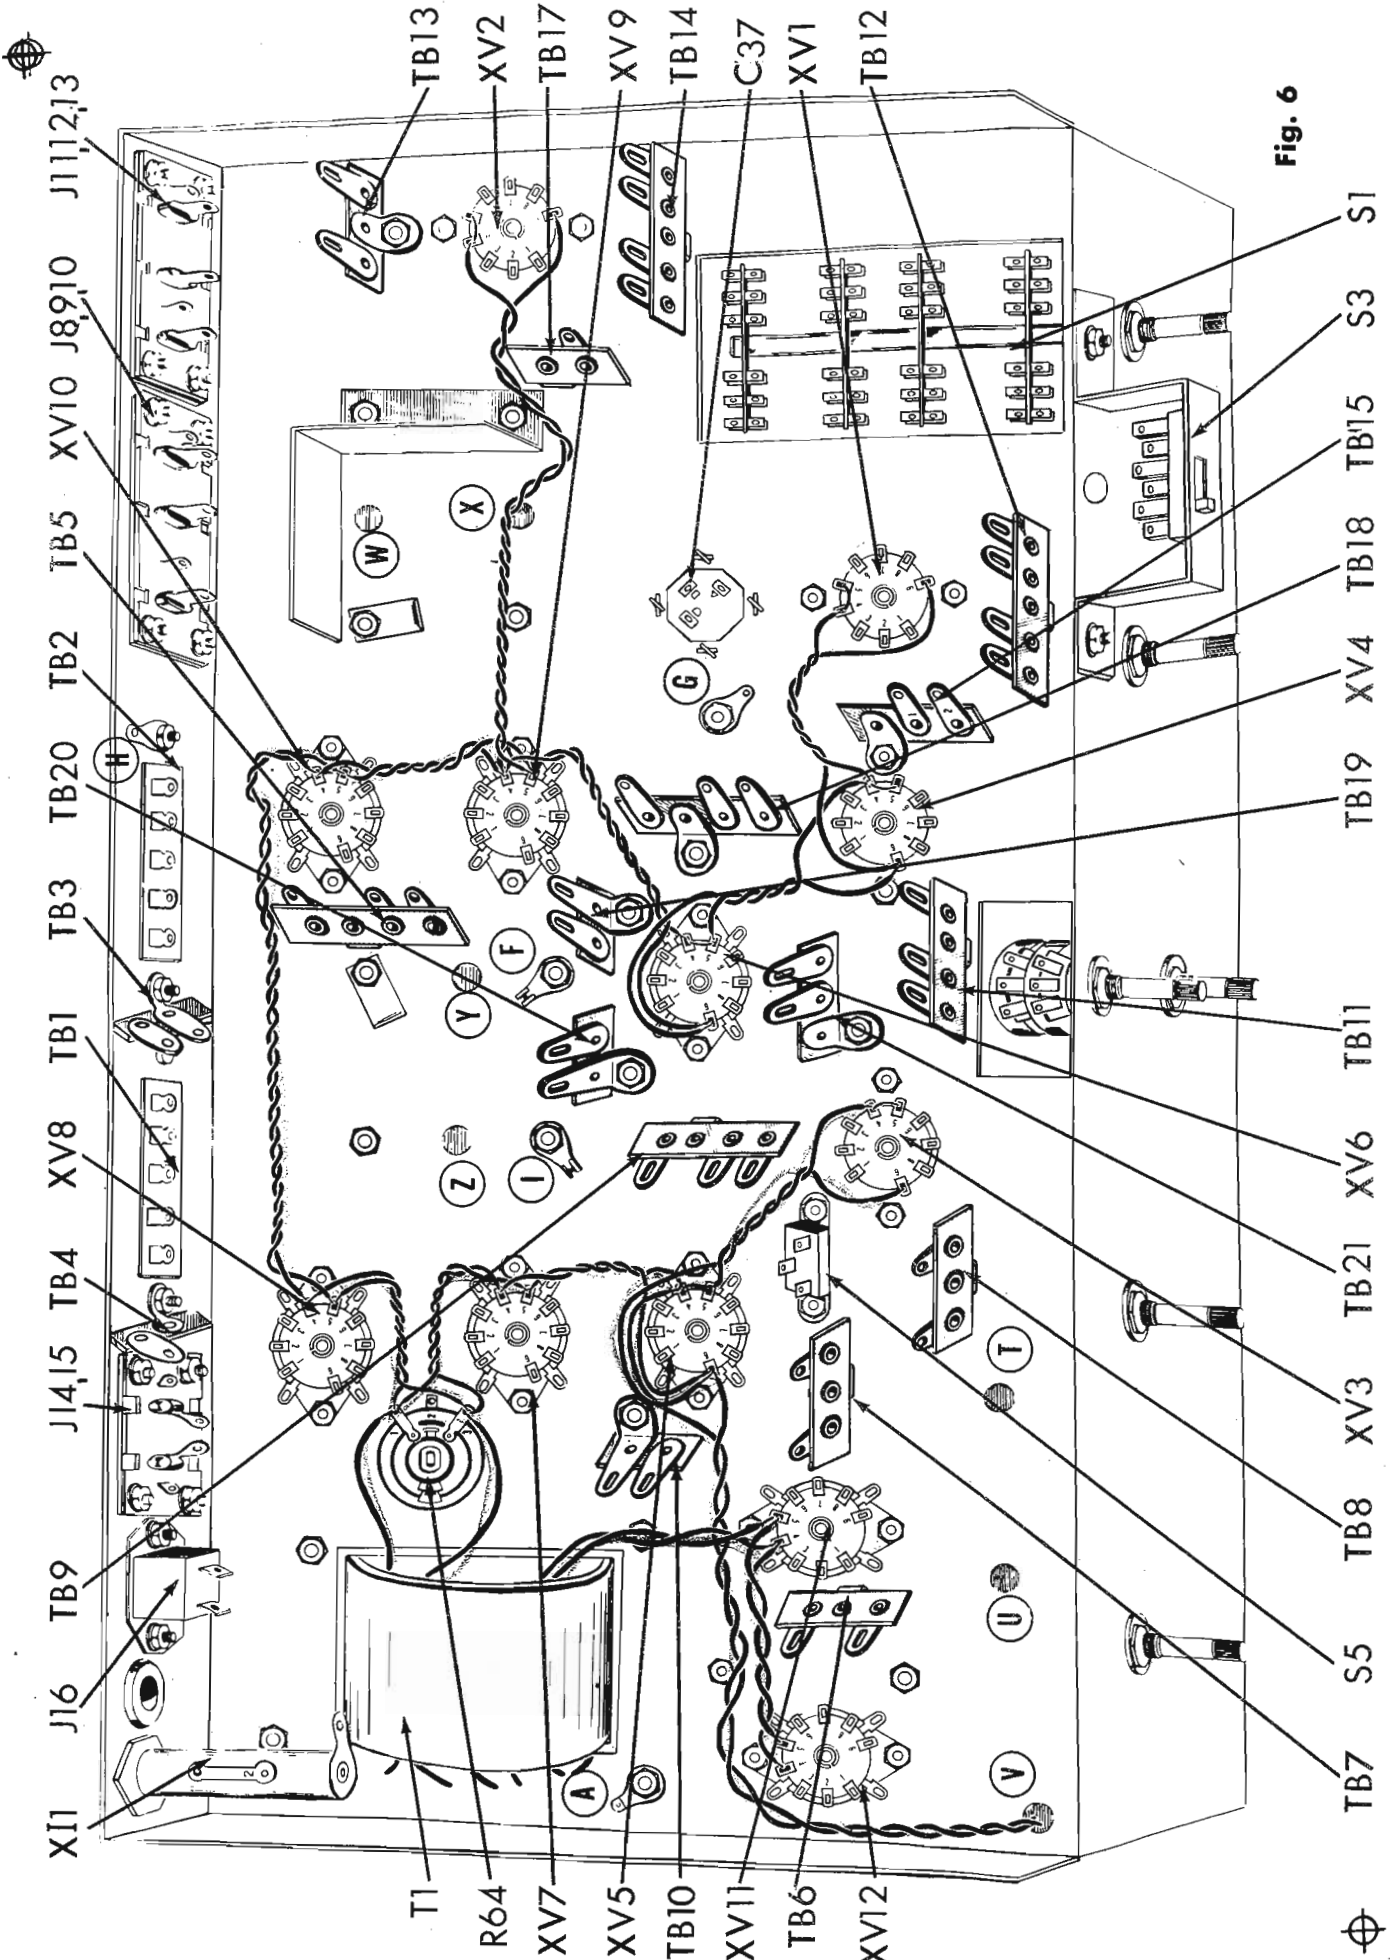 XI1 J16 TB9 J14,15 TB4 XV8 TB1 TB3 TB20 TB2 TB5 XV10 J8,9,10 J11,12,13
H
T1
R64
XV7
XV5
TB10
XV11
TB6
XV12
TB13
XV2
TB17
XV9
TB14
C37
XV1
TB12
A
Z
I
Y
F
W
X
G
V
U
T
TB7 S5 TB8 XV3 TB21 XV6 TB11 TB19 XV4 TB18 TB15 S3 S1
Fig. 6